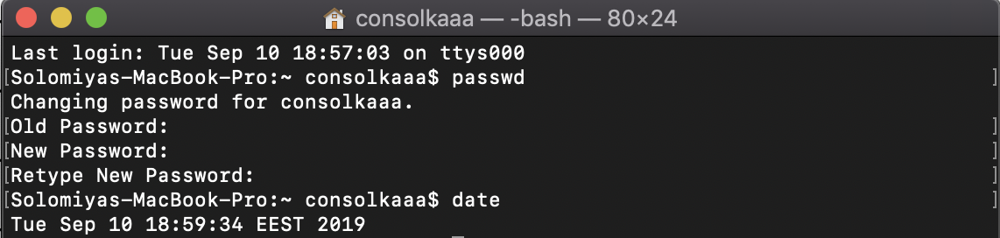 consolkaaa — -bash — 80×24
Last login: Tue Sep 10 18:57:03 on ttys000
[Solomiyas-MacBook-Pro:~ consolkaaa$ passwd ]
Changing password for consolkaaa.
[Old Password: ]
[New Password: ]
[Retype New Password: ]
[Solomiyas-MacBook-Pro:~ consolkaaa$ date ]
Tue Sep 10 18:59:34 EEST 2019